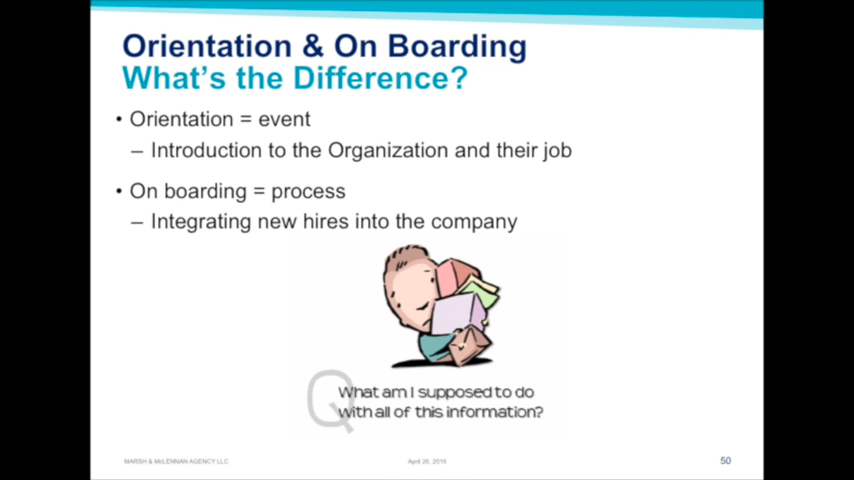 Orientation & On Boarding
What's the Difference?
• Orientation = event
– Introduction to the Organization and their job
• On boarding = process
– Integrating new hires into the company
Q
What am I supposed to do
with all of this information?
MARSH & McLENNAN AGENCY LLC
April 26, 2016
50